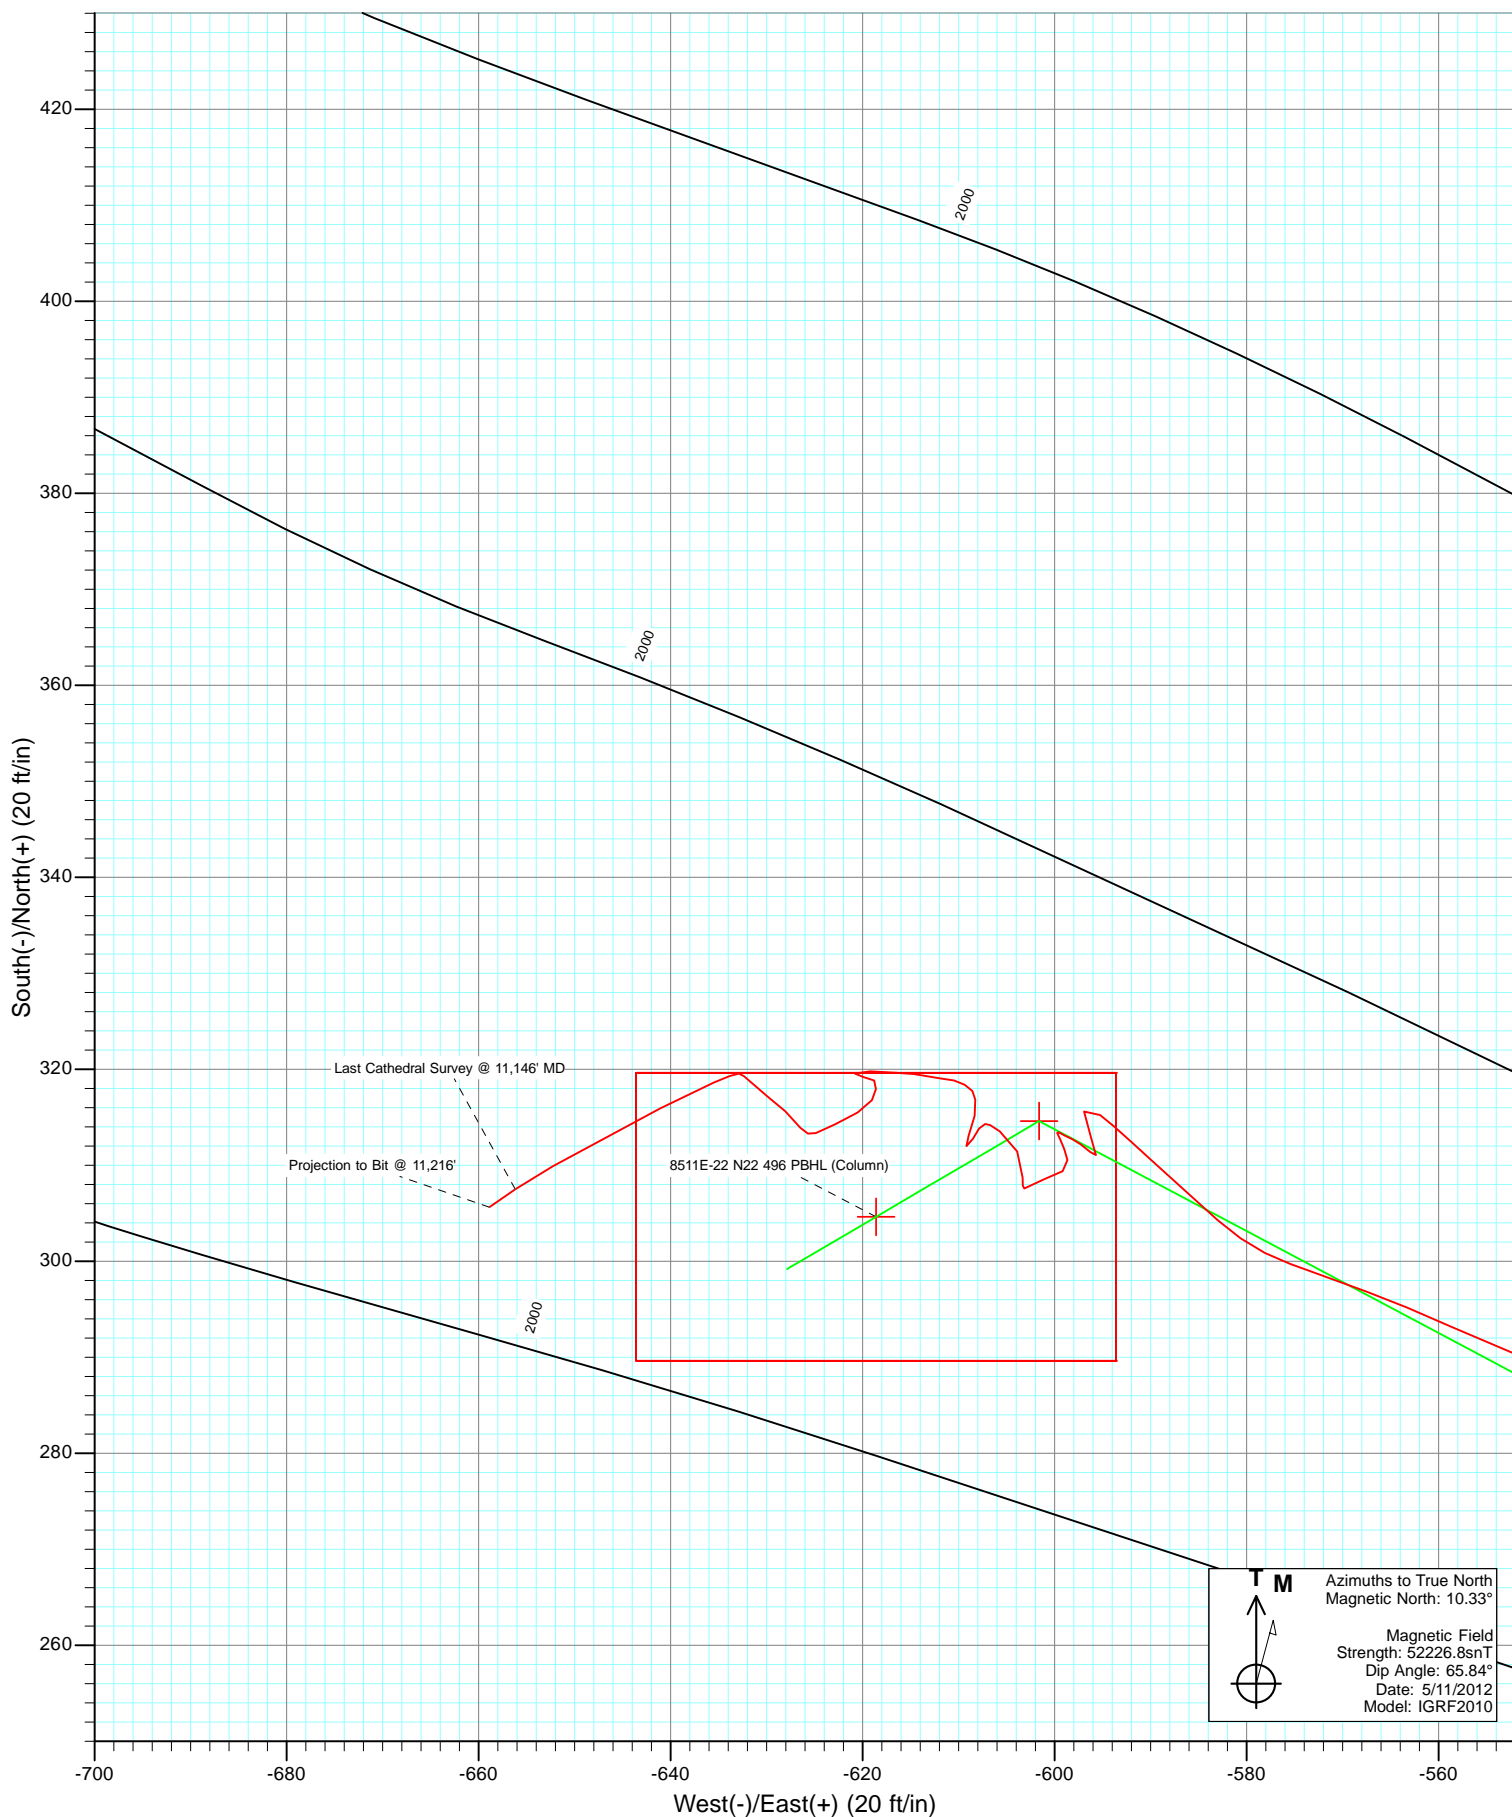 420
400
380
360
340
320
300
280
260
South(-)/North(+) (20 ft/in)
2000
2000
2000
Last Cathedral Survey @ 11,146' MD
Projection to Bit @ 11,216'
8511E-22 N22 496 PBHL (Column)
T M
Azimuths to True North
Magnetic North: 10.33°
Magnetic Field
Strength: 52226.8snT
Dip Angle: 65.84°
Date: 5/11/2012
Model: IGRF2010
-700 -680 -660 -640 -620 -600 -580 -560
West(-)/East(+) (20 ft/in)